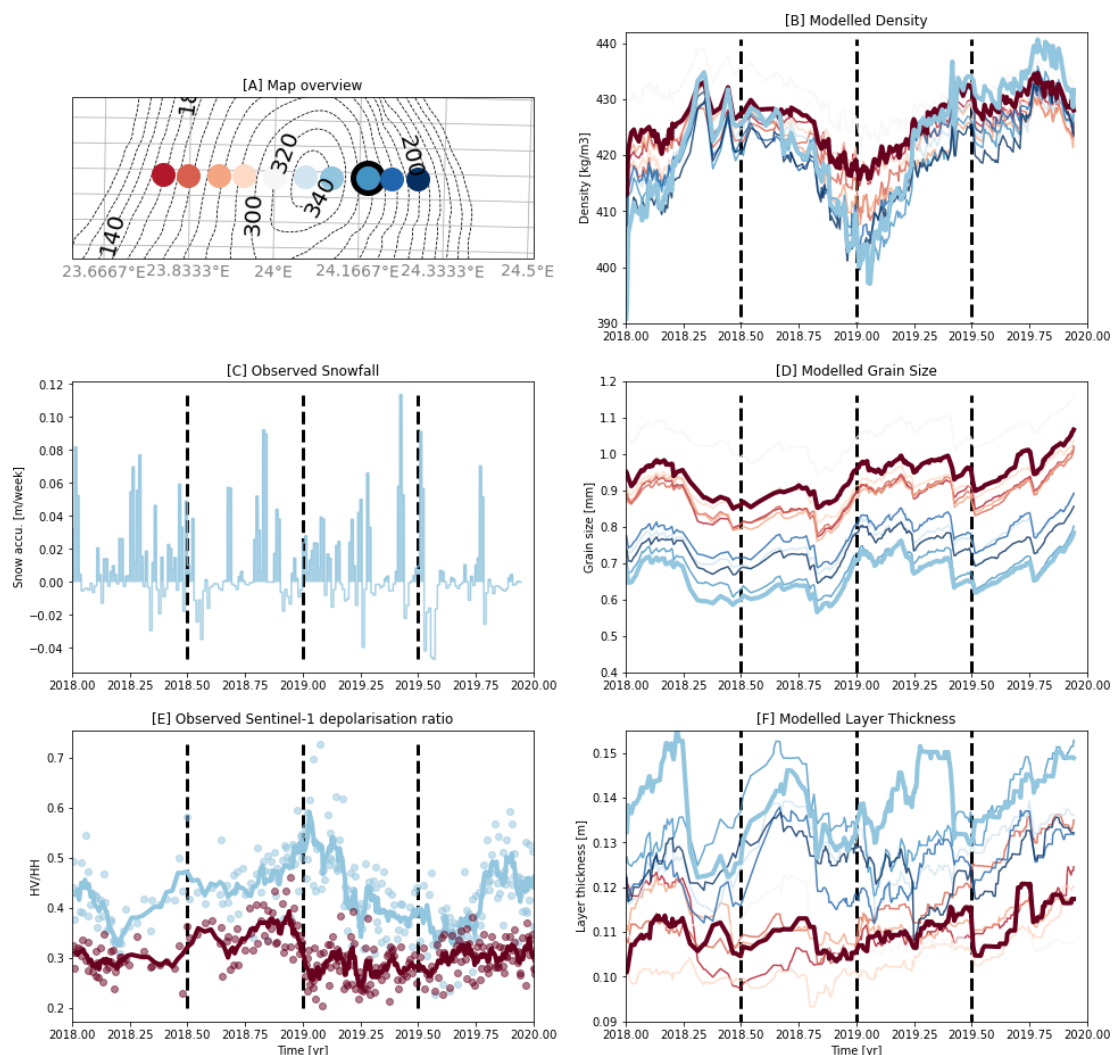 [A] Map overview
18
320
200
340
300
140
23.6667°E
23.8333°E
24°E
24.1667°E
24.3333°E
24.5°E
[B] Modelled Density
Density [kg/m3]
440
430
420
410
400
390
2018.00 2018.25 2018.50 2018.75 2019.00 2019.25 2019.50 2019.75 2020.00
[C] Observed Snowfall
Snow accu. [m/week]
0.12
0.10
0.08
0.06
0.04
0.02
0.00
−0.02
−0.04
2018.00 2018.25 2018.50 2018.75 2019.00 2019.25 2019.50 2019.75 2020.00
[D] Modelled Grain Size
Grain size [mm]
1.2
1.1
1.0
0.9
0.8
0.7
0.6
0.5
0.4
2018.00 2018.25 2018.50 2018.75 2019.00 2019.25 2019.50 2019.75 2020.00
[E] Observed Sentinel-1 depolarisation ratio
HV/HH
0.7
0.6
0.5
0.4
0.3
0.2
2018.00 2018.25 2018.50 2018.75 2019.00 2019.25 2019.50 2019.75 2020.00
Time [yr]
[F] Modelled Layer Thickness
Layer thickness [m]
0.15
0.14
0.13
0.12
0.11
0.10
0.09
2018.00 2018.25 2018.50 2018.75 2019.00 2019.25 2019.50 2019.75 2020.00
Time [yr]